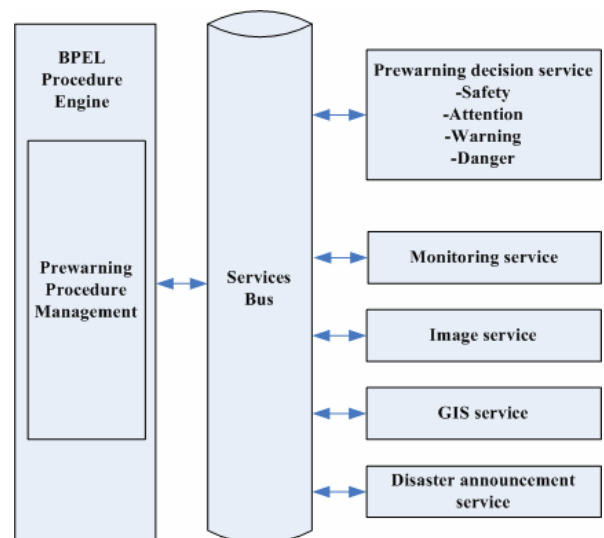 BPEL
Procedure
Engine
Prewarning
Procedure
Management
Services
Bus
Prewarning decision service
-Safety
-Attention
-Warning
-Danger
Monitoring service
Image service
GIS service
Disaster announcement
service